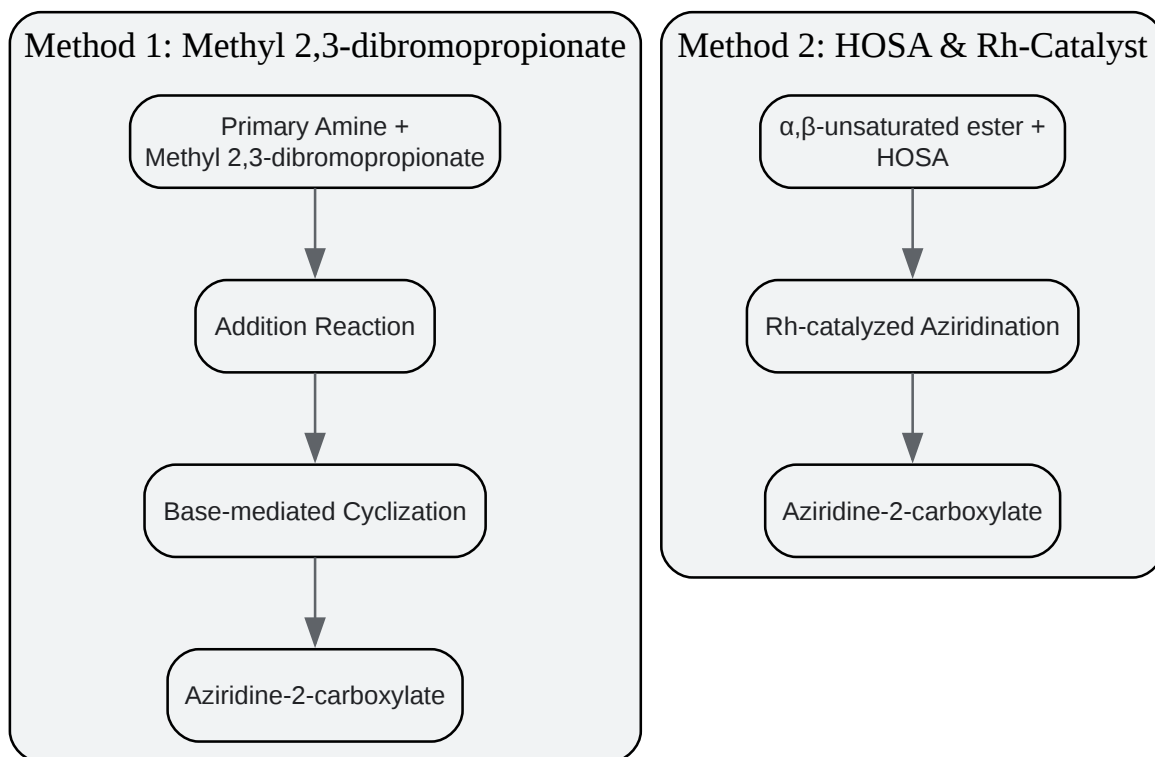 Method 1: Methyl 2,3-dibromopropionate
Primary Amine +
Methyl 2,3-dibromopropionate
Addition Reaction
Base-mediated Cyclization
Aziridine-2-carboxylate
Method 2: HOSA & Rh-Catalyst
α,β-unsaturated ester +
HOSA
Rh-catalyzed Aziridination
Aziridine-2-carboxylate